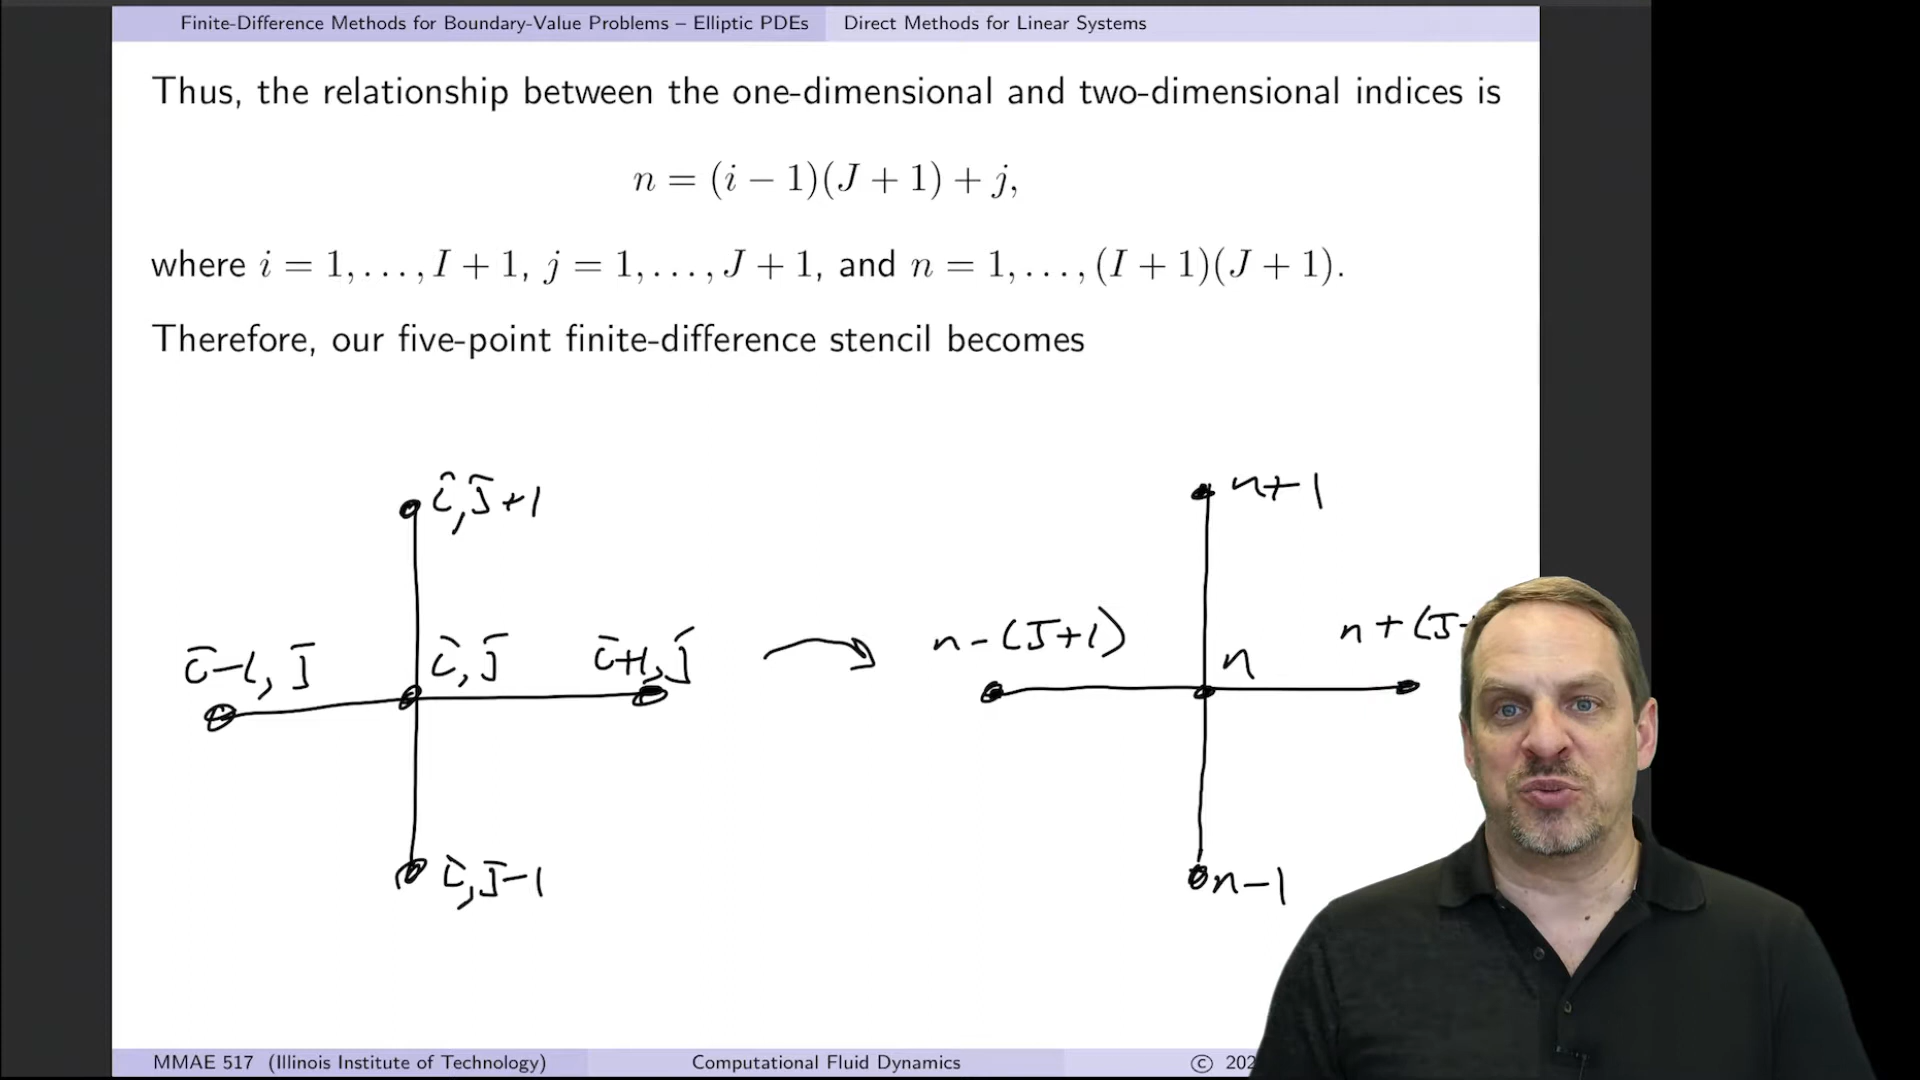 Finite-Difference Methods for Boundary-Value Problems – Elliptic PDEs Direct Methods for Linear Systems
Thus, the relationship between the one-dimensional and two-dimensional indices is
n = (i − 1)(J + 1) + j,
where i = 1, . . . , I + 1, j = 1, . . . , J + 1, and n = 1, . . . , (I + 1)(J + 1).
Therefore, our five-point finite-difference stencil becomes
i,j+1
n+1
i-1,j
i,j
i+1,j
n-(J+1)
n
n+(J
i,j-1
n-1
MMAE 517 (Illinois Institute of Technology) Computational Fluid Dynamics © 202